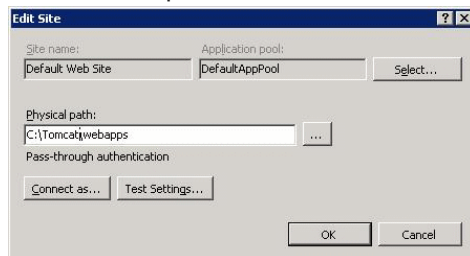 Edit Site
Site name:
Application pool:
Default Web Site
DefaultAppPool
Select...
Physical path:
C:\Tomcat\webapps
...
Pass-through authentication
Connect as...
Test Settings...
OK
Cancel